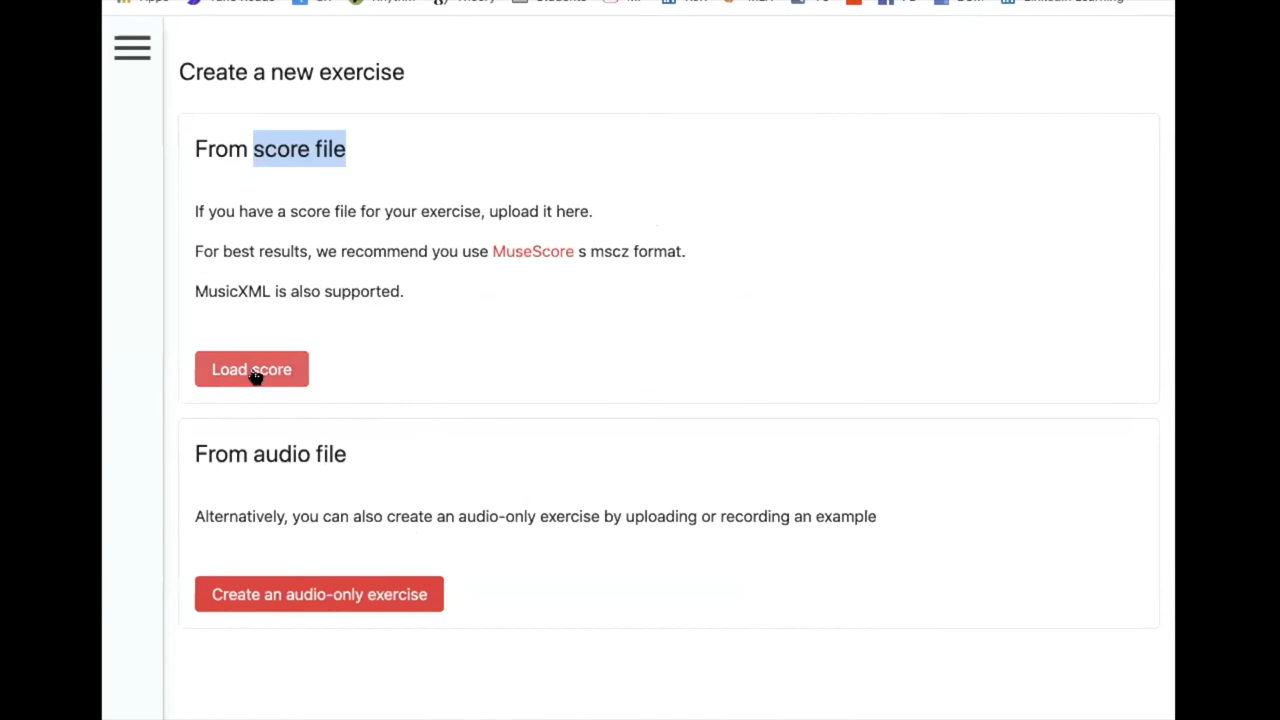 Create a new exercise
From score file
If you have a score file for your exercise, upload it here.
For best results, we recommend you use MuseScore s mscz format.
MusicXML is also supported.
Load score
From audio file
Alternatively, you can also create an audio-only exercise by uploading or recording an example
Create an audio-only exercise